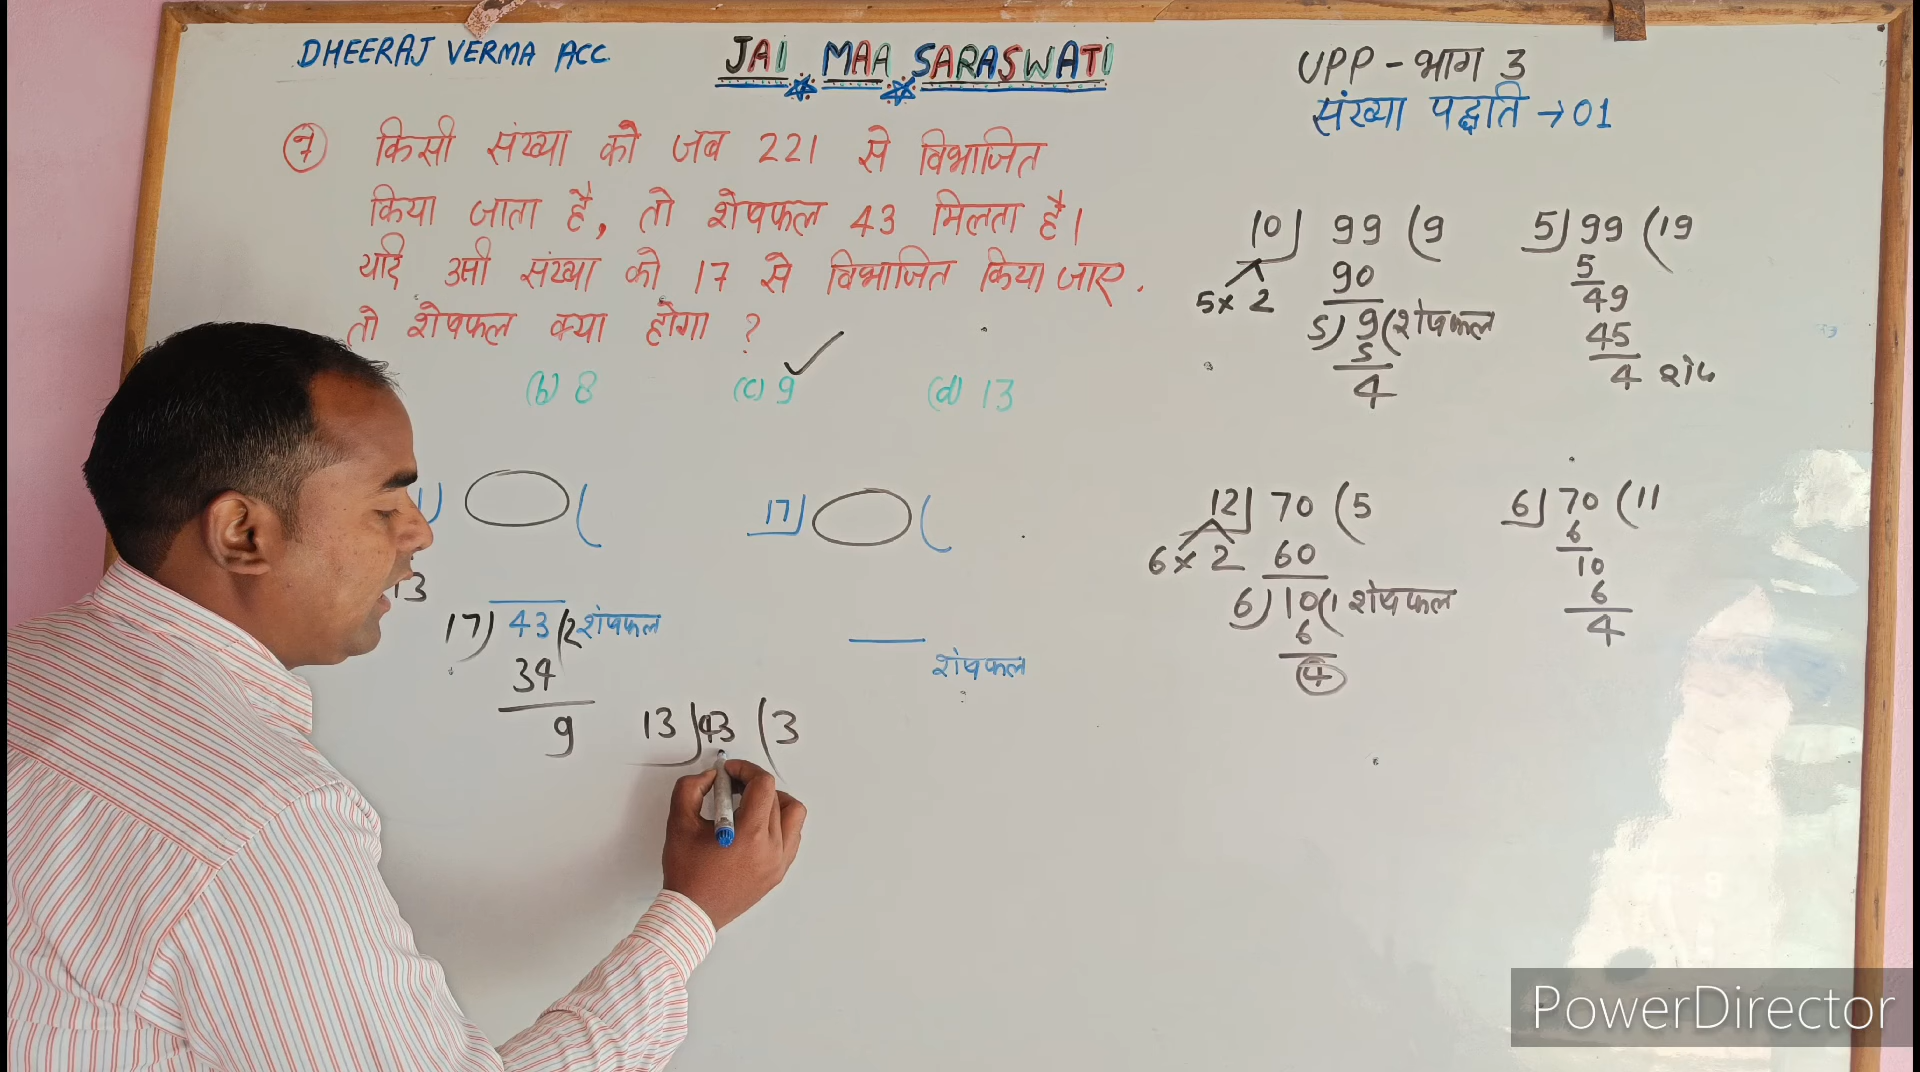 DHEERAJ VERMA ACC.
JAI MAA SARASWATI
UPP - भाग 3
संख्या पद्धति → 01
7 किसी संख्या को जब 221 से विभाजित
किया जाता है, तो शेषफल 43 मिलता है।
यदि उसी संख्या को 17 से विभाजित किया जाए.
तो शेषफल क्या होगा ?
(b) 8 (c) 9 ✓ (d) 13
1) (
13
17) 43 (2 शेषफल
34
9
17) (
शेषफल
13) 43 (3
10) 99 (9
5 x 2 90
5) 9 ( शेषफल
5
4
5) 99 (19
5
49
45
4 शेष
12) 70 (5
6 x 2 60
6) 10 (1 शेषफल
6
4
6) 70 (11
6
10
6
4
PowerDirector